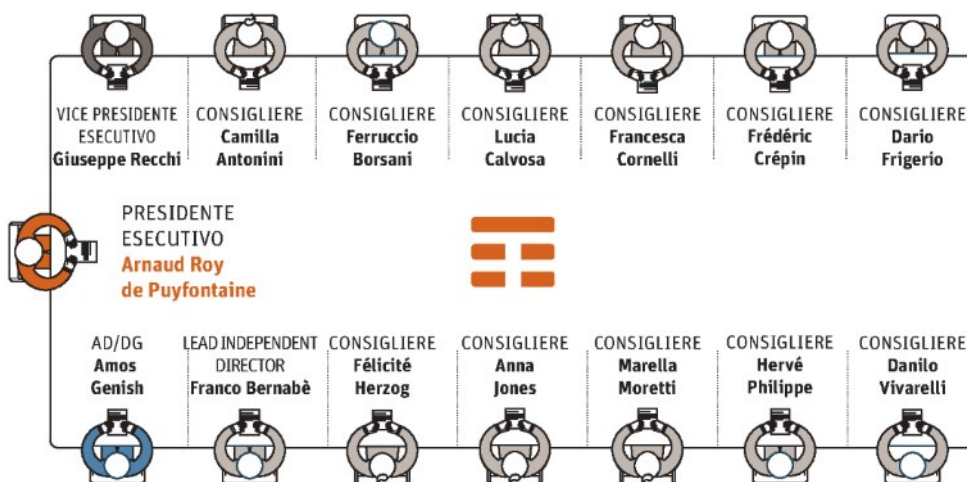 VICE PRESIDENTE
ESECUTIVO
Giuseppe Recchi
CONSIGLIERE
Camilla
Antonini
CONSIGLIERE
Ferruccio
Borsani
CONSIGLIERE
Lucia
Calvosa
CONSIGLIERE
Francesca
Cornelli
CONSIGLIERE
Frédéric
Crépin
CONSIGLIERE
Dario
Frigerio
PRESIDENTE
ESECUTIVO
Arnaud Roy
de Puyfontaine
AD/DG
Amos
Genish
LEAD INDEPENDENT
DIRECTOR
Franco Bernabè
CONSIGLIERE
Félicité
Herzog
CONSIGLIERE
Anna
Jones
CONSIGLIERE
Marella
Moretti
CONSIGLIERE
Hervé
Philippe
CONSIGLIERE
Danilo
Vivarelli